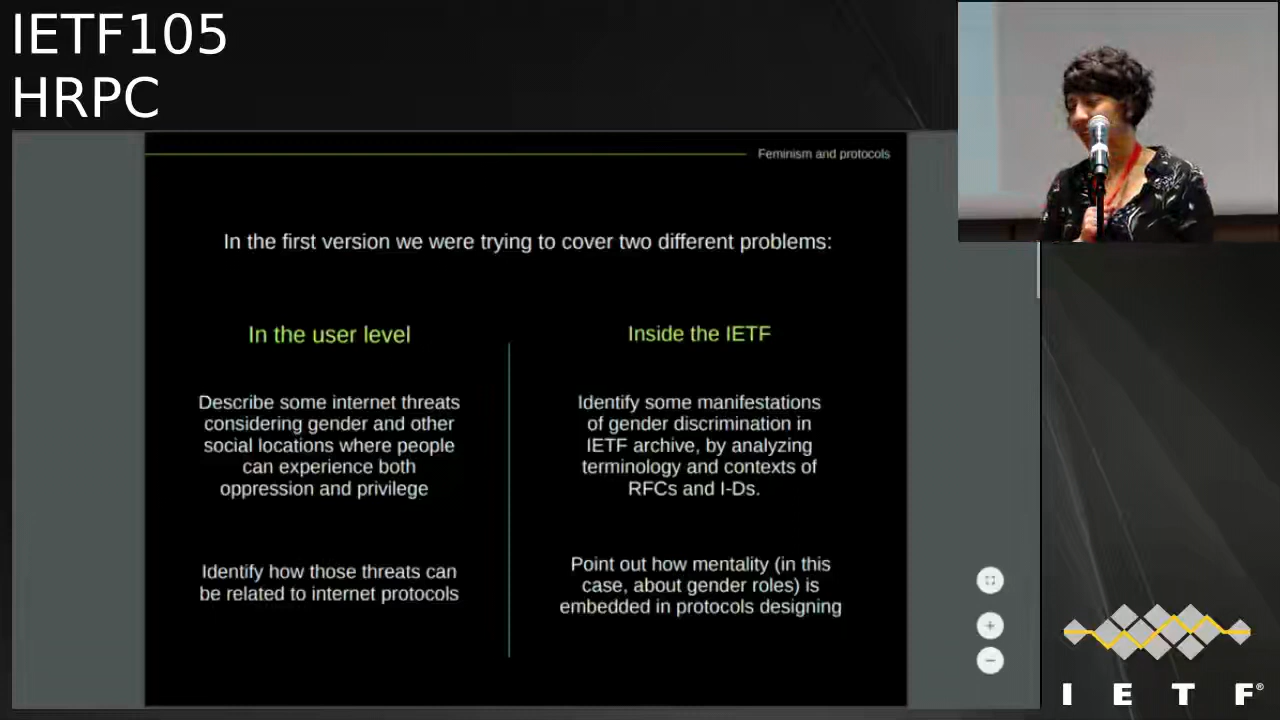 IETF105
HRPC
Feminism and protocols
In the first version we were trying to cover two different problems:
In the user level
Describe some internet threats
considering gender and other
social locations where people
can experience both
oppression and privilege
Identify how those threats can
be related to internet protocols
Inside the IETF
Identify some manifestations
of gender discrimination in
IETF archive, by analyzing
terminology and contexts of
RFCs and I-Ds.
Point out how mentality (in this
case, about gender roles) is
embedded in protocols designing
I E T F®